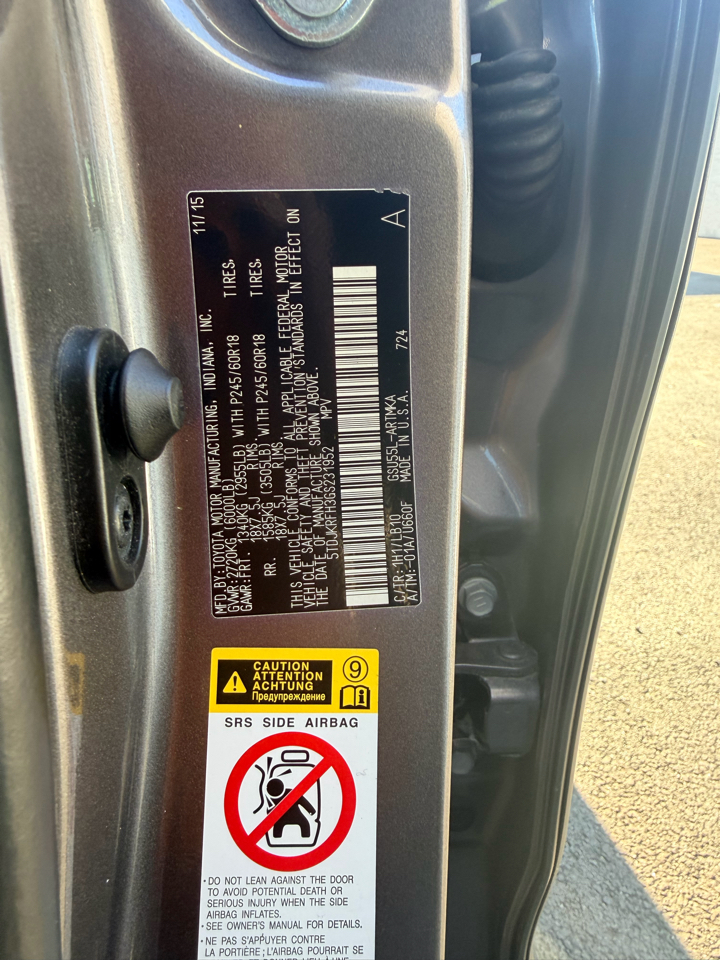 MFD. BY: TOYOTA MOTOR MANUFACTURING, INDIANA, INC. 11/15
GVWR: 2720KG (6000LB)
GAWR: FRT. 1340KG (2955LB) WITH P245/60R18 TIRES,
18X7.5J RIMS,
RR. 1585KG (3505LB) WITH P245/60R18 TIRES,
18X7.5J RIMS
THIS VEHICLE CONFORMS TO ALL APPLICABLE FEDERAL MOTOR
VEHICLE SAFETY AND THEFT PREVENTION STANDARDS IN EFFECT ON
THE DATE OF MANUFACTURE SHOWN ABOVE.
5TDJKRFH3GS231952 MPV
C/TR: 1H1/LB10 GSU55L-ARTMKA A
A/TM: -01A/U660F MADE IN U.S.A. 724
CAUTION
ATTENTION
ACHTUNG
Предупреждение
9
SRS SIDE AIRBAG
• DO NOT LEAN AGAINST THE DOOR
TO AVOID POTENTIAL DEATH OR
SERIOUS INJURY WHEN THE SIDE
AIRBAG INFLATES.
• SEE OWNER'S MANUAL FOR DETAILS.
• NE PAS S'APPUYER CONTRE
LA PORTIÈRE ; L'AIRBAG POURRAIT SE